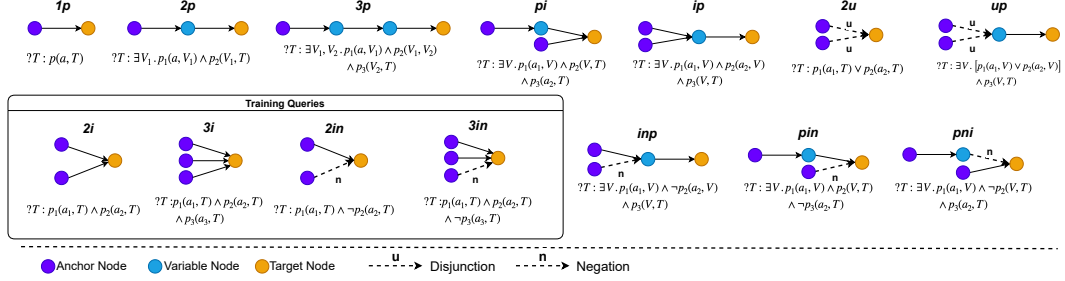 1p 2p 3p pi ip 2u up
u u
u u
?T : p(a, T)
?T : ∃V₁ . p₁(a, V₁) ∧ p₂(V₁, T)
?T : ∃V₁, V₂ . p₁(a, V₁) ∧ p₂(V₁, V₂)
∧ p₃(V₂, T)
?T : ∃V . p₁(a₁, V) ∧ p₂(V, T)
∧ p₃(a₂, T)
?T : ∃V . p₁(a₁, V) ∧ p₂(a₂, V)
∧ p₃(V, T)
?T : p₁(a₁, T) ∨ p₂(a₂, T)
?T : ∃V . [p₁(a₁, V) ∨ p₂(a₂, V)]
∧ p₃(V, T)
Training Queries
2i 3i 2in 3in
n n
?T : p₁(a₁, T) ∧ p₂(a₂, T)
?T :p₁(a₁, T) ∧ p₂(a₂, T)
∧ p₃(a₃, T)
?T : p₁(a₁, T) ∧ ¬p₂(a₂, T)
?T :p₁(a₁, T) ∧ p₂(a₂, T)
∧ ¬p₃(a₃, T)
inp pin pni
n n n
?T : ∃V . p₁(a₁, V) ∧ ¬p₂(a₂, V)
∧ p₃(V, T)
?T : ∃V . p₁(a₁, V) ∧ p₂(V, T)
∧ ¬p₃(a₂, T)
?T : ∃V . p₁(a₁, V) ∧ ¬p₂(V, T)
∧ p₃(a₂, T)
Anchor Node Variable Node Target Node u Disjunction n Negation